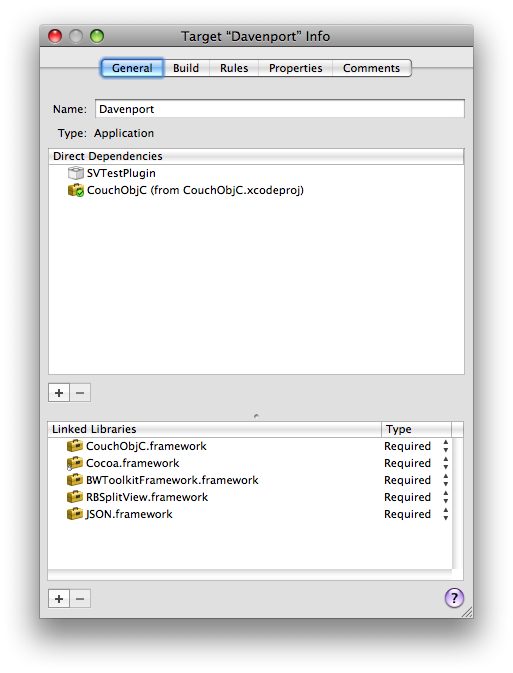 Target “Davenport” Info
General Build Rules Properties Comments
Name: Davenport
Type: Application
Direct Dependencies
SVTestPlugin
CouchObjC (from CouchObjC.xcodeproj)
+ −
Linked Libraries Type
CouchObjC.framework Required
Cocoa.framework Required
BWToolkitFramework.framework Required
RBSplitView.framework Required
JSON.framework Required
+ − ?